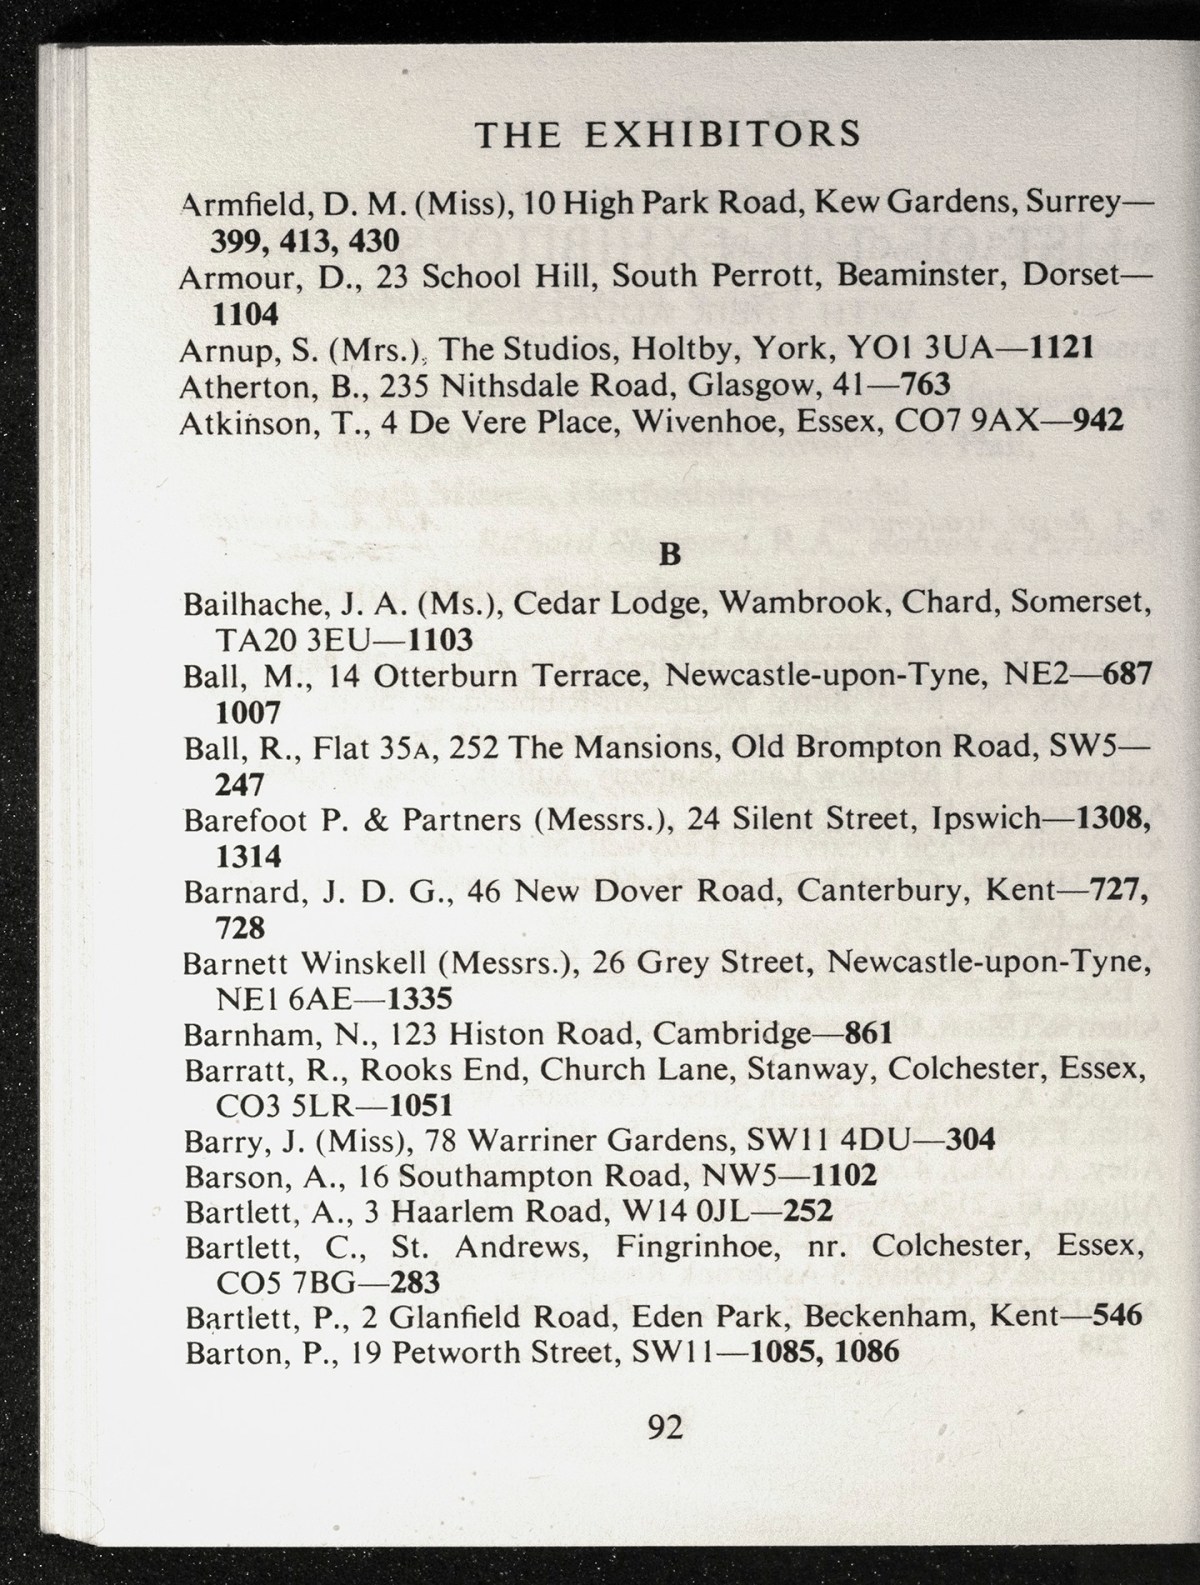 THE EXHIBITORS
Armfield, D. M. (Miss), 10 High Park Road, Kew Gardens, Surrey—
399, 413, 430
Armour, D., 23 School Hill, South Perrott, Beaminster, Dorset—
1104
Arnup, S. (Mrs.), The Studios, Holtby, York, YO1 3UA—1121
Atherton, B., 235 Nithsdale Road, Glasgow, 41—763
Atkinson, T., 4 De Vere Place, Wivenhoe, Essex, CO7 9AX—942
B
Bailhache, J. A. (Ms.), Cedar Lodge, Wambrook, Chard, Somerset,
TA20 3EU—1103
Ball, M., 14 Otterburn Terrace, Newcastle-upon-Tyne, NE2—687
1007
Ball, R., Flat 35A, 252 The Mansions, Old Brompton Road, SW5—
247
Barefoot P. & Partners (Messrs.), 24 Silent Street, Ipswich—1308,
1314
Barnard, J. D. G., 46 New Dover Road, Canterbury, Kent—727,
728
Barnett Winskell (Messrs.), 26 Grey Street, Newcastle-upon-Tyne,
NE1 6AE—1335
Barnham, N., 123 Histon Road, Cambridge—861
Barratt, R., Rooks End, Church Lane, Stanway, Colchester, Essex,
CO3 5LR—1051
Barry, J. (Miss), 78 Warriner Gardens, SW11 4DU—304
Barson, A., 16 Southampton Road, NW5—1102
Bartlett, A., 3 Haarlem Road, W14 0JL—252
Bartlett, C., St. Andrews, Fingrinhoe, nr. Colchester, Essex,
CO5 7BG—283
Bartlett, P., 2 Glanfield Road, Eden Park, Beckenham, Kent—546
Barton, P., 19 Petworth Street, SW11—1085, 1086
92